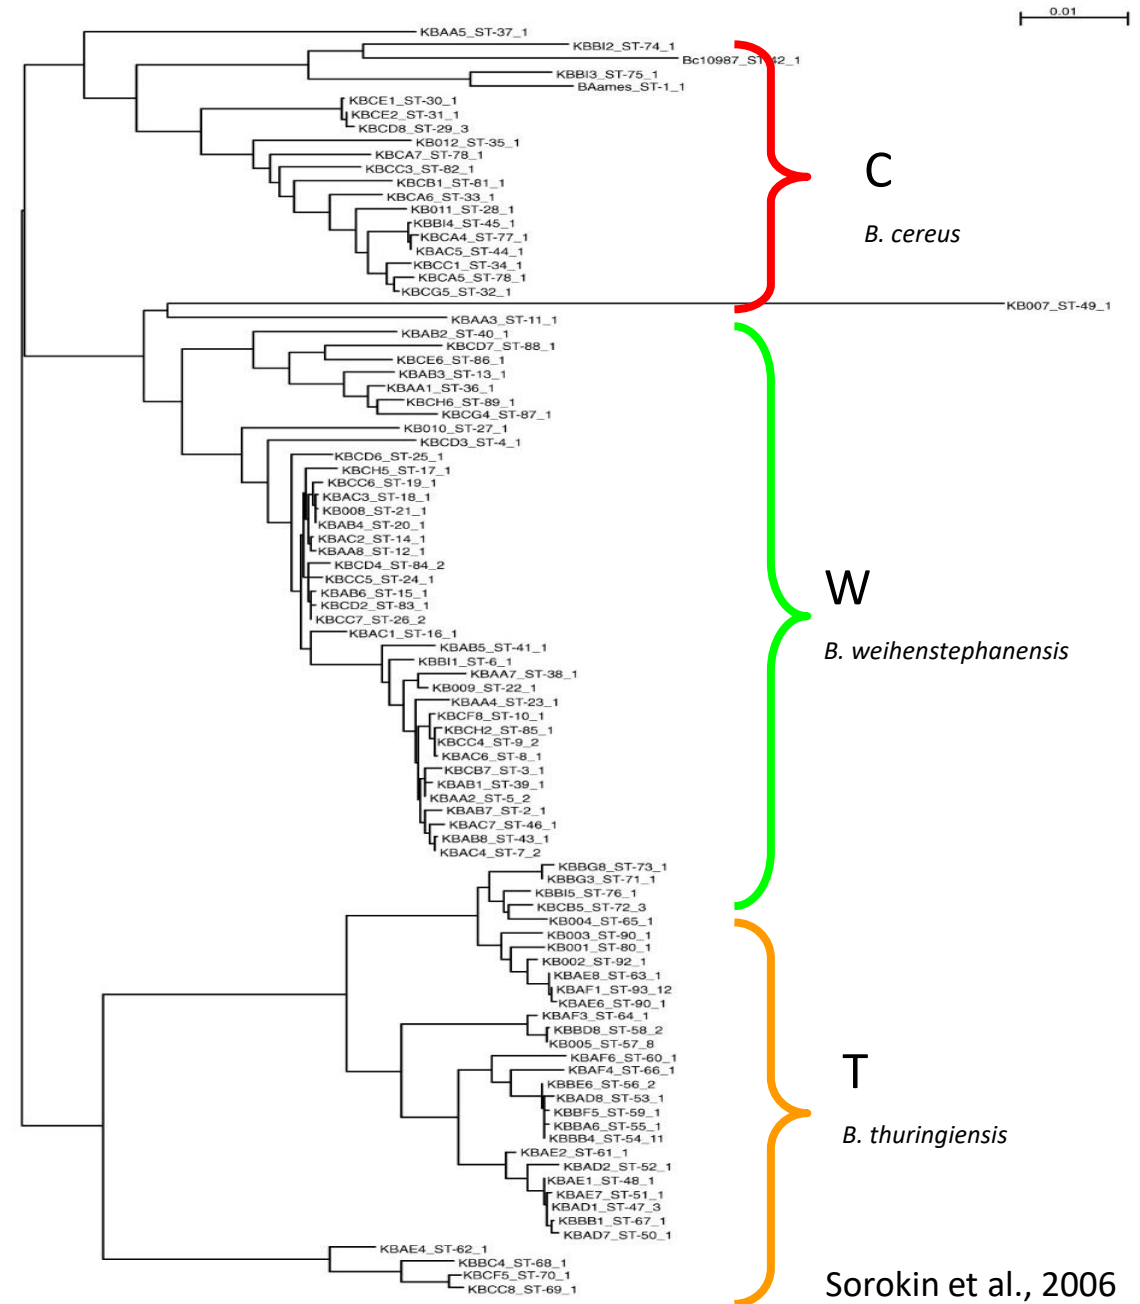 0.01
KBAA5_ST-37_1
KBBI2_ST-74_1
Bc10987_ST-42_1
KBBI3_ST-75_1
BAames_ST-1_1
KBCE1_ST-30_1
KBCE2_ST-31_1
KBCD8_ST-29_3
KB012_ST-35_1
KBCA7_ST-78_1
KBCC3_ST-82_1
KBCB1_ST-81_1
KBCA6_ST-33_1
KB011_ST-28_1
KBBI4_ST-45_1
KBCA4_ST-77_1
KBAC5_ST-44_1
KBCC1_ST-34_1
KBCA5_ST-78_1
KBCG5_ST-32_1
C
B. cereus
KB007_ST-49_1
KBAA3_ST-11_1
KBAB2_ST-40_1
KBCD7_ST-88_1
KBCE6_ST-86_1
KBAB3_ST-13_1
KBAA1_ST-36_1
KBCH6_ST-89_1
KBCG4_ST-87_1
KB010_ST-27_1
KBCD3_ST-4_1
KBCD6_ST-25_1
KBCH5_ST-17_1
KBCC6_ST-19_1
KBAC3_ST-18_1
KB008_ST-21_1
KBAB4_ST-20_1
KBAC2_ST-14_1
KBAA8_ST-12_1
KBCD4_ST-84_2
KBCC5_ST-24_1
KBAB6_ST-15_1
KBCD2_ST-83_1
KBCC7_ST-26_2
KBAC1_ST-16_1
KBAB5_ST-41_1
KBBI1_ST-6_1
KBAA7_ST-38_1
KB009_ST-22_1
KBAA4_ST-23_1
KBCF8_ST-10_1
KBCH2_ST-85_1
KBCC4_ST-9_2
KBAC6_ST-8_1
KBCB7_ST-3_1
KBAB1_ST-39_1
KBAA2_ST-5_2
KBAB7_ST-2_1
KBAC7_ST-46_1
KBAB8_ST-43_1
KBAC4_ST-7_2
W
B. weihenstephanensis
KBBG8_ST-73_1
KBBG3_ST-71_1
KBBI5_ST-76_1
KBCB5_ST-72_3
KB004_ST-65_1
KB003_ST-90_1
KB001_ST-80_1
KB002_ST-92_1
KBAE8_ST-63_1
KBAF1_ST-93_12
KBAE6_ST-90_1
KBAF3_ST-64_1
KBBD8_ST-58_2
KB005_ST-57_8
KBAF6_ST-60_1
KBAF4_ST-66_1
KBBE6_ST-56_2
KBAD8_ST-53_1
KBBF5_ST-59_1
KBBA6_ST-55_1
KBBB4_ST-54_11
KBAE2_ST-61_1
KBAD2_ST-52_1
KBAE1_ST-48_1
KBAE7_ST-51_1
KBAD1_ST-47_3
KBBB1_ST-67_1
KBAD7_ST-50_1
KBAE4_ST-62_1
KBBC4_ST-68_1
KBCF5_ST-70_1
KBCC8_ST-69_1
T
B. thuringiensis
Sorokin et al., 2006